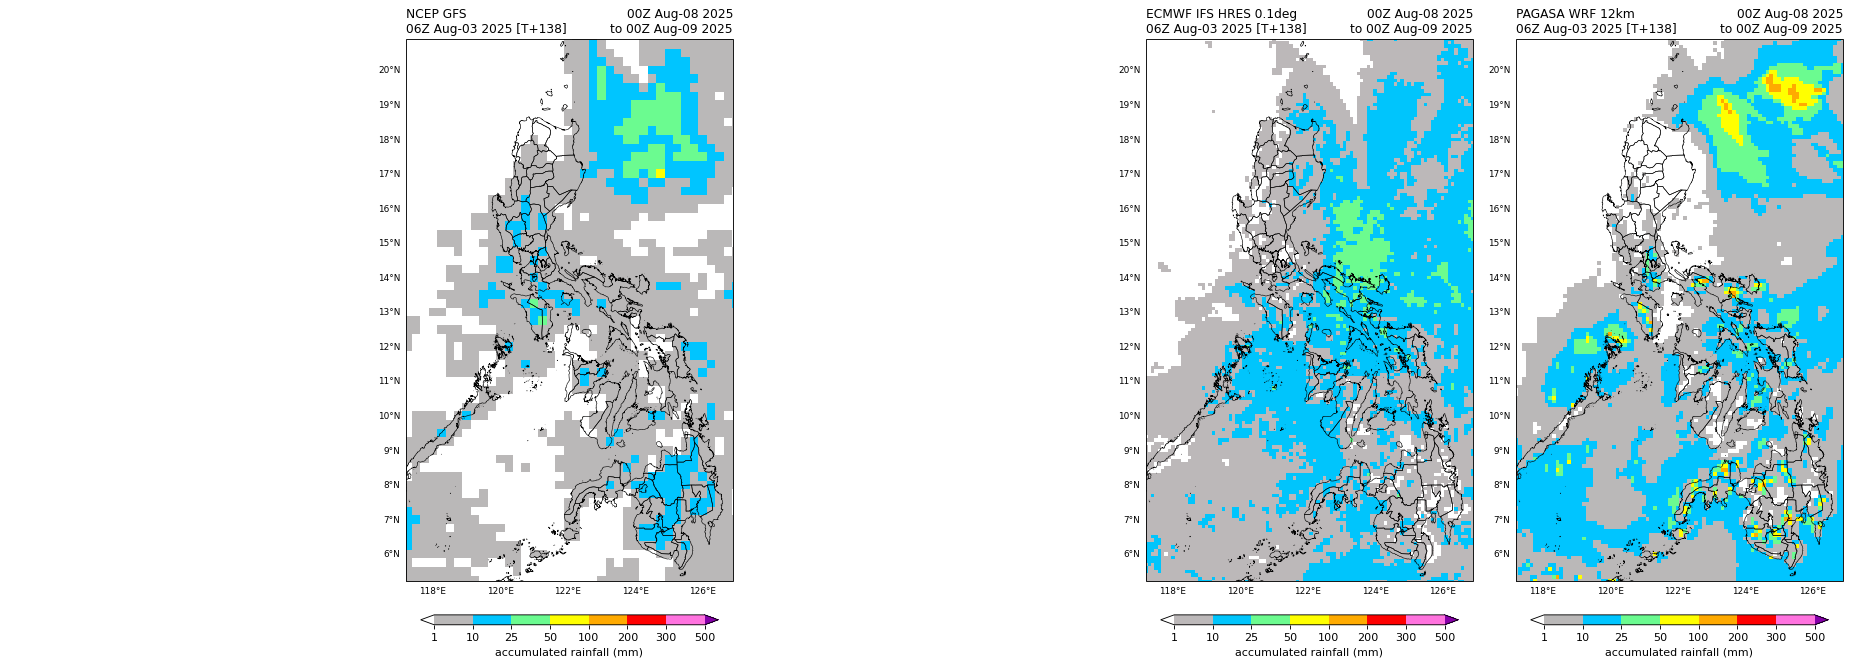 NCEP GFS 00Z Aug-08 2025
06Z Aug-03 2025 [T+138] to 00Z Aug-09 2025
20°N
19°N
18°N
17°N
16°N
15°N
14°N
13°N
12°N
11°N
10°N
9°N
8°N
7°N
6°N
118°E 120°E 122°E 124°E 126°E
1 10 25 50 100 200 300 500
accumulated rainfall (mm)
ECMWF IFS HRES 0.1deg 00Z Aug-08 2025
06Z Aug-03 2025 [T+138] to 00Z Aug-09 2025
20°N
19°N
18°N
17°N
16°N
15°N
14°N
13°N
12°N
11°N
10°N
9°N
8°N
7°N
6°N
118°E 120°E 122°E 124°E 126°E
1 10 25 50 100 200 300 500
accumulated rainfall (mm)
PAGASA WRF 12km 00Z Aug-08 2025
06Z Aug-03 2025 [T+138] to 00Z Aug-09 2025
20°N
19°N
18°N
17°N
16°N
15°N
14°N
13°N
12°N
11°N
10°N
9°N
8°N
7°N
6°N
118°E 120°E 122°E 124°E 126°E
1 10 25 50 100 200 300 500
accumulated rainfall (mm)